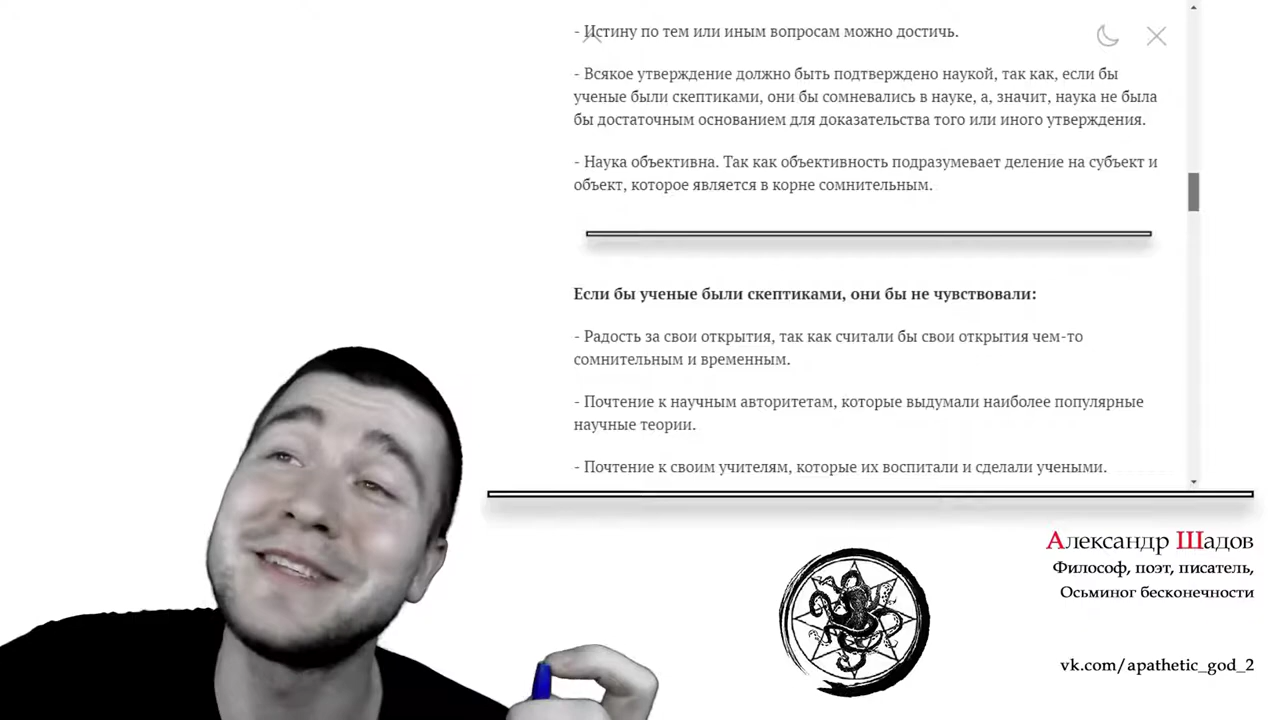 - Истину по тем или иным вопросам можно достичь.
- Всякое утверждение должно быть подтверждено наукой, так как, если бы
ученые были скептиками, они бы сомневались в науке, а, значит, наука не была
бы достаточным основанием для доказательства того или иного утверждения.
- Наука объективна. Так как объективность подразумевает деление на субъект и
объект, которое является в корне сомнительным.
Если бы ученые были скептиками, они бы не чувствовали:
- Радость за свои открытия, так как считали бы свои открытия чем-то
сомнительным и временным.
- Почтение к научным авторитетам, которые выдумали наиболее популярные
научные теории.
- Почтение к своим учителям, которые их воспитали и сделали учеными.
Александр Шадов
Философ, поэт, писатель,
Осьминог бесконечности
vk.com/apathetic_god_2